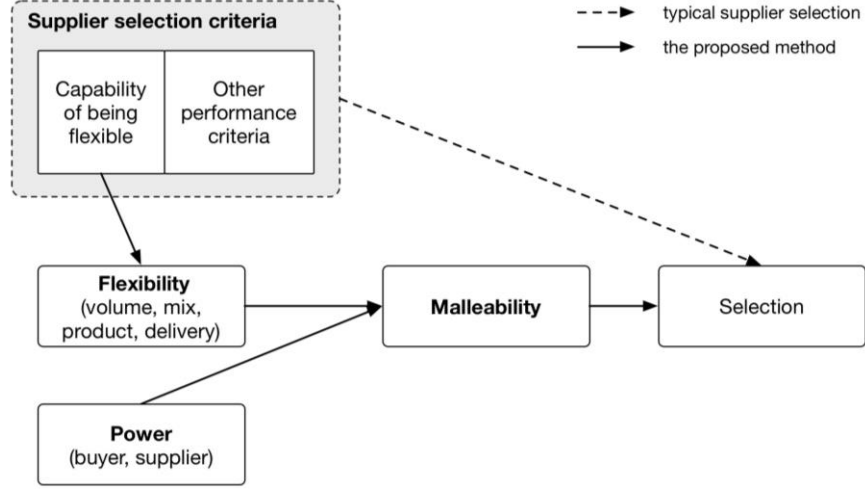 Supplier selection criteria
typical supplier selection
the proposed method
Capability
of being
flexible
Other
performance
criteria
Flexibility
(volume, mix,
product, delivery)
Malleability
Selection
Power
(buyer, supplier)